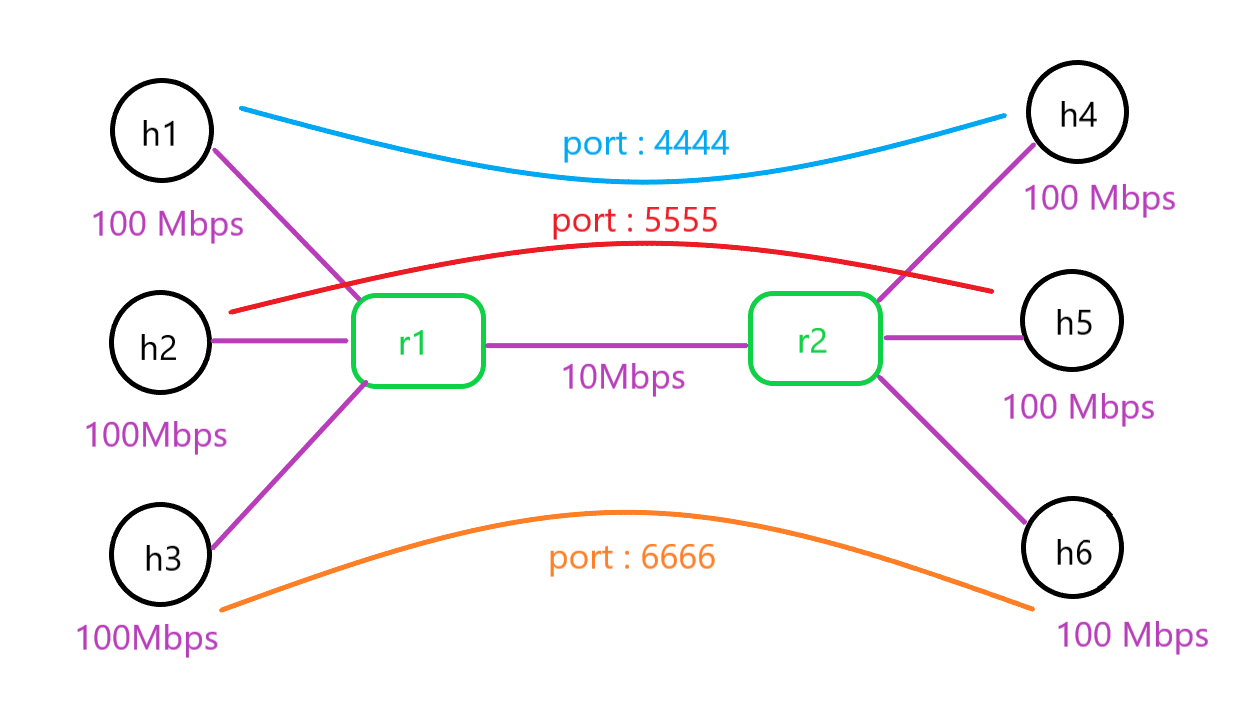 h1
h4
port : 4444
100 Mbps
100 Mbps
port : 5555
h2
r1
r2
h5
10Mbps
100Mbps
100 Mbps
h3
port : 6666
h6
100Mbps
100 Mbps